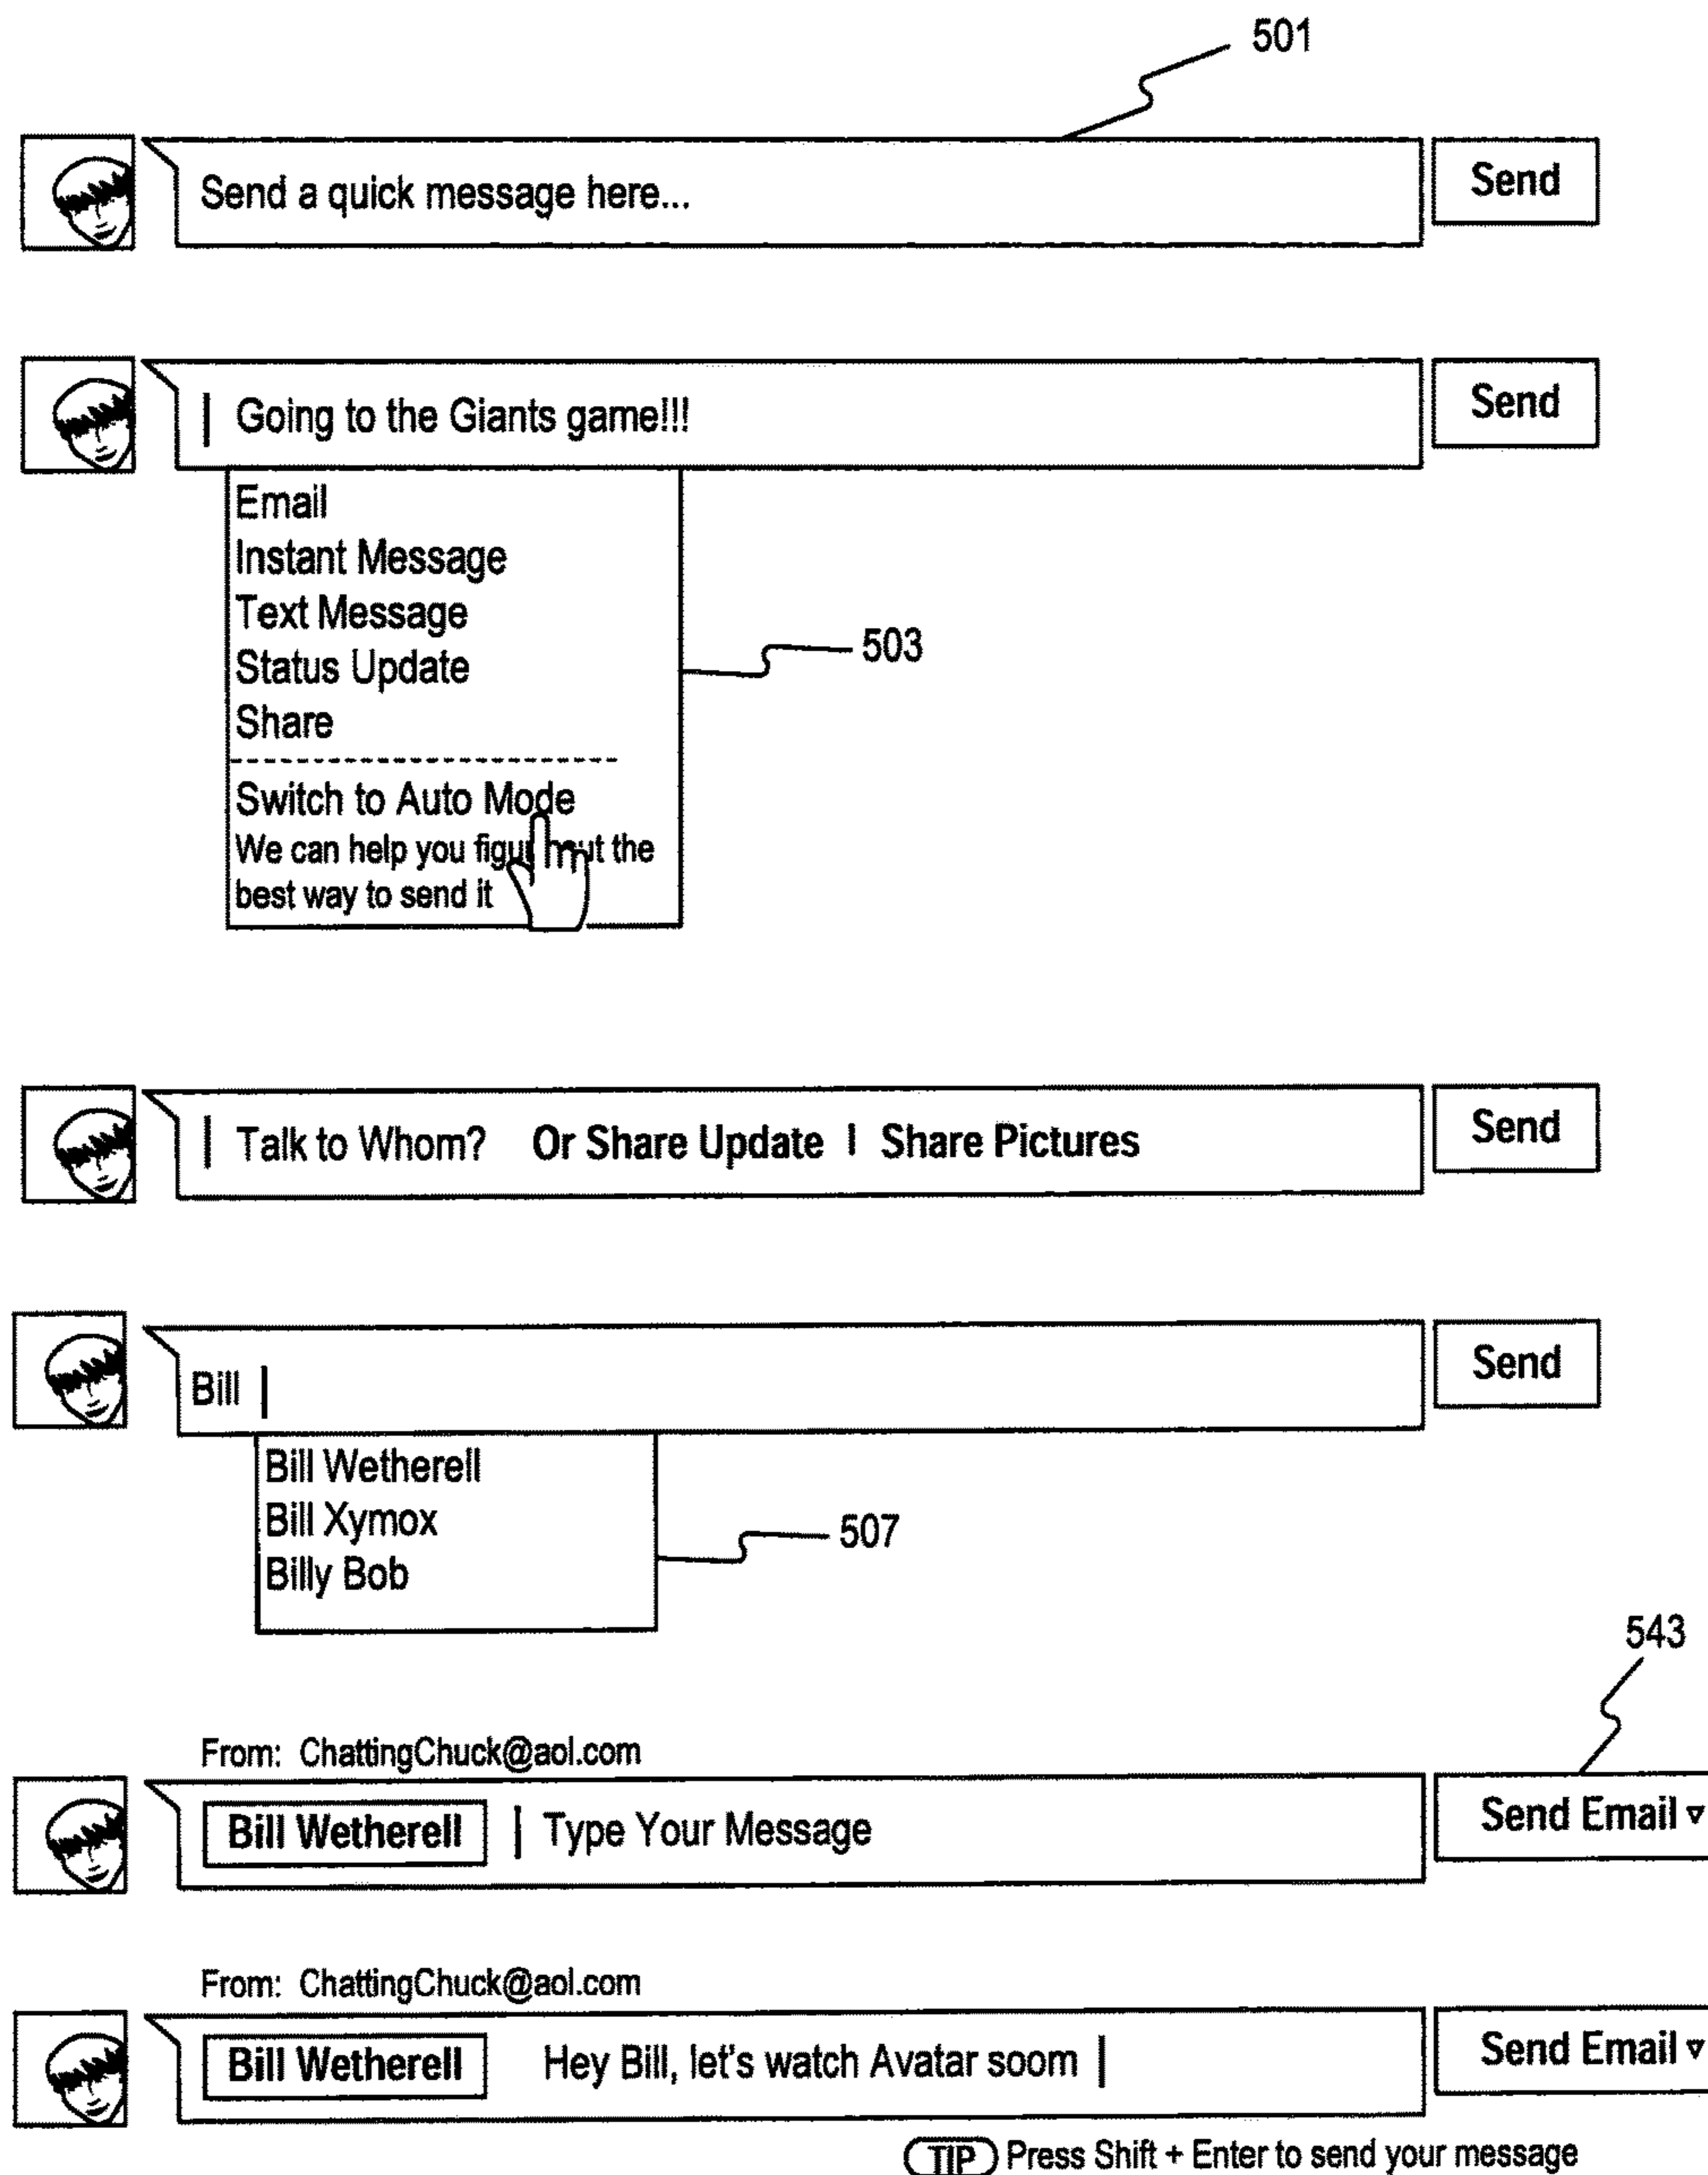 501
Send a quick message here...
Send
Going to the Giants game!!!
Send
Email
Instant Message
Text Message
Status Update
Share
503
Switch to Auto Mode
We can help you figu out the
best way to send it
Talk to Whom? Or Share Update | Share Pictures
Send
Bill
Send
Bill Wetherell
Bill Xymox
Billy Bob
507
543
From: ChattingChuck@aol.com
Bill Wetherell Type Your Message
Send Email
From: ChattingChuck@aol.com
Bill Wetherell Hey Bill, let's watch Avatar soom
Send Email
TIP Press Shift + Enter to send your message